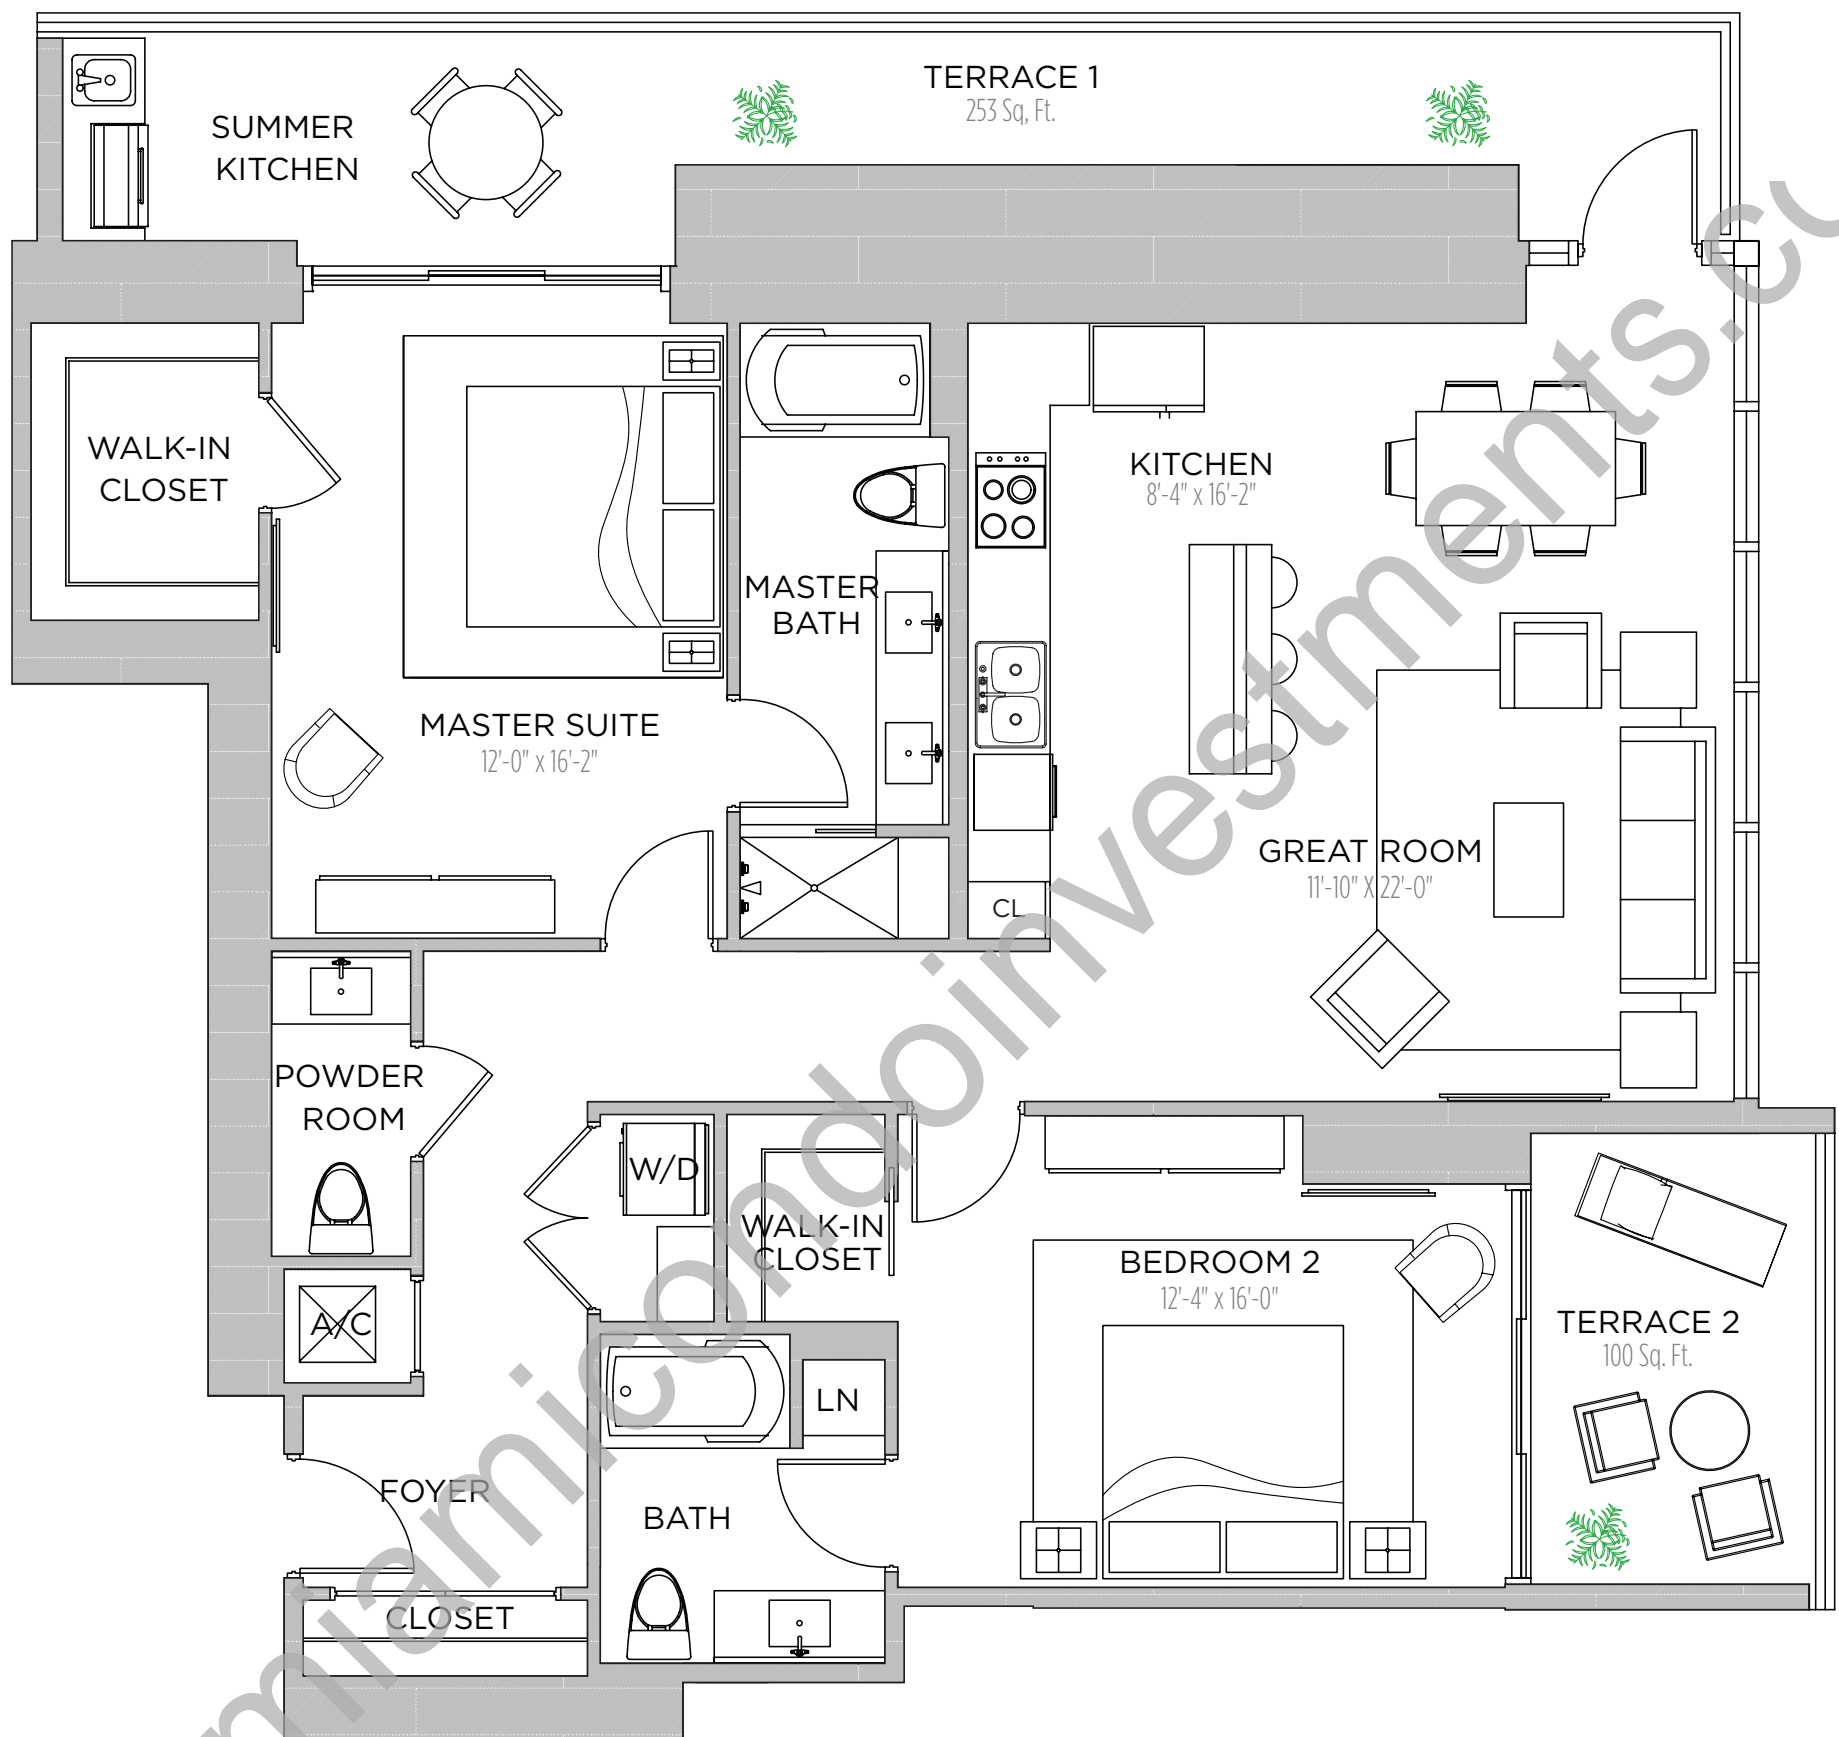 TERRACE 1
253 Sq, Ft.
SUMMER
KITCHEN
WALK-IN
CLOSET
KITCHEN
8'-4" x 16'-2"
MASTER
BATH
MASTER SUITE
12'-0" x 16'-2"
GREAT ROOM
11'-10" X 22'-0"
CL
POWDER
ROOM
W/D
WALK-IN
CLOSET
BEDROOM 2
12'-4" x 16'-0"
A/C
TERRACE 2
100 Sq. Ft.
LN
FOYER
BATH
CLOSET
miamicondoinvestments.co